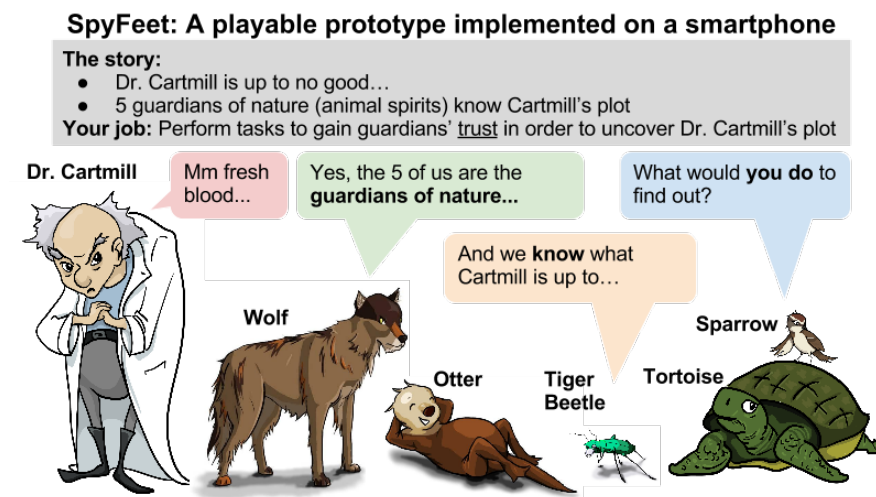 SpyFeet: A playable prototype implemented on a smartphone
The story:
● Dr. Cartmill is up to no good…
● 5 guardians of nature (animal spirits) know Cartmill’s plot
Your job: Perform tasks to gain guardians’ trust in order to uncover Dr. Cartmill’s plot
Dr. Cartmill
Mm fresh
blood...
Yes, the 5 of us are the
guardians of nature...
What would you do to
find out?
And we know what
Cartmill is up to…
Wolf
Otter
Tiger
Beetle
Tortoise
Sparrow